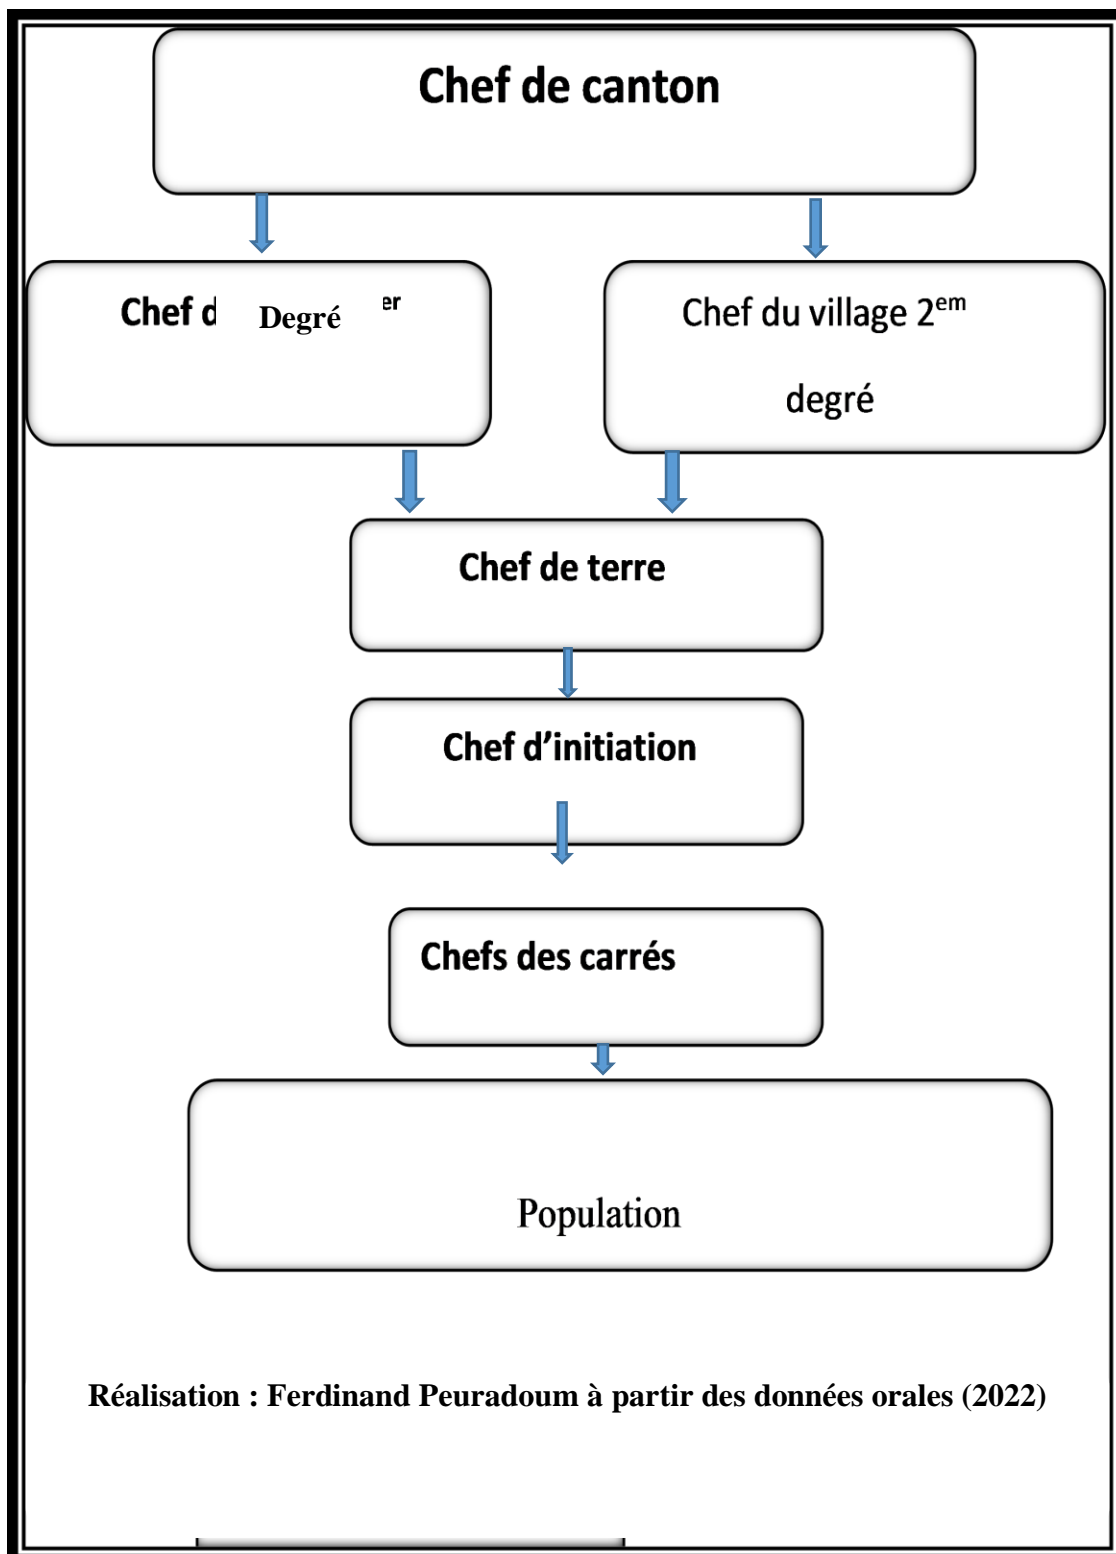 Chef de canton
Chef d Degré er
Chef du village 2em
degré
Chef de terre
Chef d’initiation
Chefs des carrés
Population
Réalisation : Ferdinand Peuradoum à partir des données orales (2022)